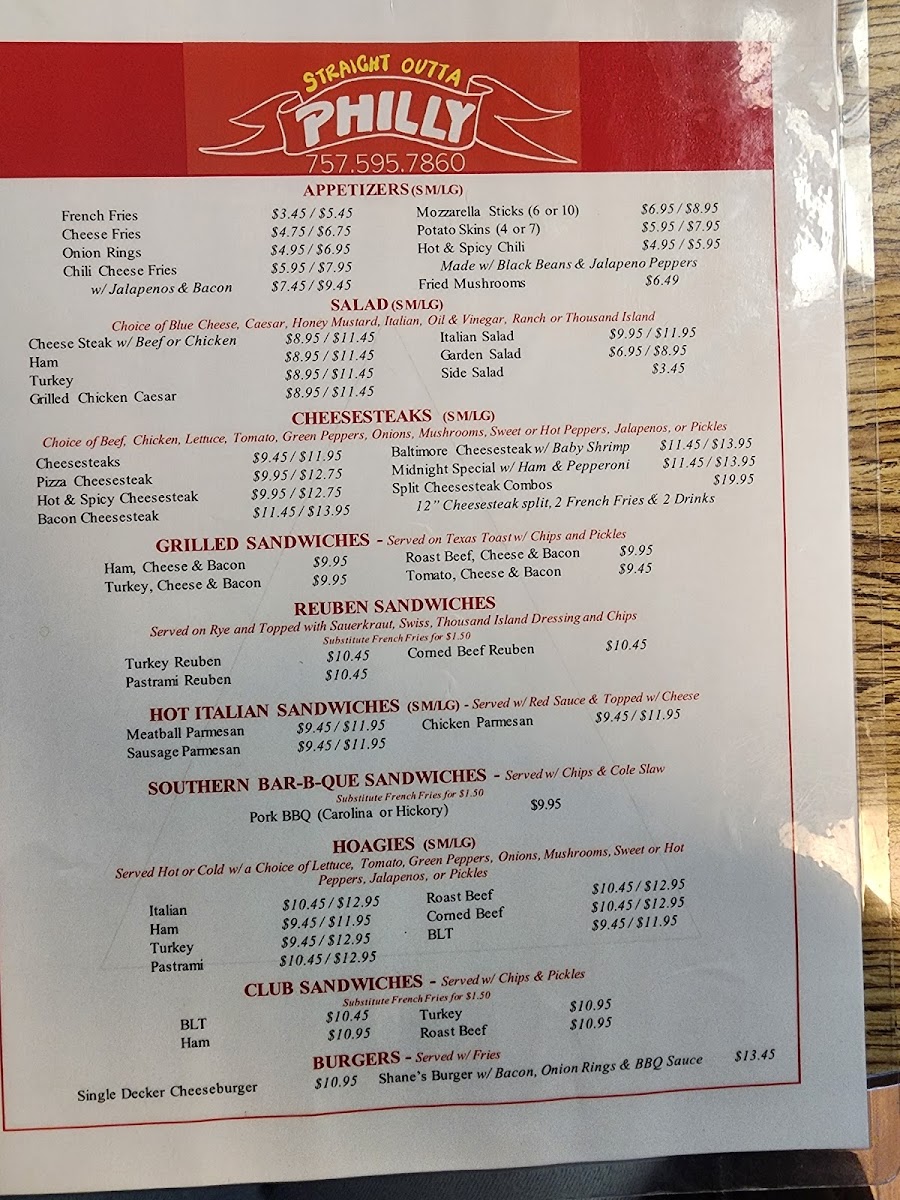 STRAIGHT OUTTA
PHILLY
757.595.7860
APPETIZERS (SM/LG)
French Fries $3.45 / $5.45 Mozzarella Sticks (6 or 10) $6.95 / $8.95
Cheese Fries $4.75 / $6.75 Potato Skins (4 or 7) $5.95 / $7.95
Onion Rings $4.95 / $6.95 Hot & Spicy Chili $4.95 / $5.95
Chili Cheese Fries $5.95 / $7.95 Made w/ Black Beans & Jalapeno Peppers
w/ Jalapenos & Bacon $7.45 / $9.45 Fried Mushrooms $6.49
SALAD (SM/LG)
Choice of Blue Cheese, Caesar, Honey Mustard, Italian, Oil & Vinegar, Ranch or Thousand Island
Cheese Steak w/ Beef or Chicken $8.95 / $11.45 Italian Salad $9.95 / $11.95
Ham $8.95 / $11.45 Garden Salad $6.95 / $8.95
Turkey $8.95 / $11.45 Side Salad $3.45
Grilled Chicken Caesar $8.95 / $11.45
CHEESESTEAKS (SM/LG)
Choice of Beef, Chicken, Lettuce, Tomato, Green Peppers, Onions, Mushrooms, Sweet or Hot Peppers, Jalapenos, or Pickles
Cheesesteaks $9.45 / $11.95 Baltimore Cheesesteak w/ Baby Shrimp $11.45 / $13.95
Pizza Cheesesteak $9.95 / $12.75 Midnight Special w/ Ham & Pepperoni $11.45 / $13.95
Hot & Spicy Cheesesteak $9.95 / $12.75 Split Cheesesteak Combos $19.95
Bacon Cheesesteak $11.45 / $13.95 12" Cheesesteak split, 2 French Fries & 2 Drinks
GRILLED SANDWICHES - Served on Texas Toast w/ Chips and Pickles
Ham, Cheese & Bacon $9.95 Roast Beef, Cheese & Bacon $9.95
Turkey, Cheese & Bacon $9.95 Tomato, Cheese & Bacon $9.45
REUBEN SANDWICHES
Served on Rye and Topped with Sauerkraut, Swiss, Thousand Island Dressing and Chips
Substitute French Fries for $1.50
Turkey Reuben $10.45 Corned Beef Reuben $10.45
Pastrami Reuben $10.45
HOT ITALIAN SANDWICHES (SM/LG) - Served w/ Red Sauce & Topped w/ Cheese
Meatball Parmesan $9.45 / $11.95 Chicken Parmesan $9.45 / $11.95
Sausage Parmesan $9.45 / $11.95
SOUTHERN BAR-B-QUE SANDWICHES - Served w/ Chips & Cole Slaw
Substitute French Fries for $1.50
Pork BBQ (Carolina or Hickory) $9.95
HOAGIES (SM/LG)
Served Hot or Cold w/ a Choice of Lettuce, Tomato, Green Peppers, Onions, Mushrooms, Sweet or Hot
Peppers, Jalapenos, or Pickles
Italian $10.45 / $12.95 Roast Beef $10.45 / $12.95
Ham $9.45 / $11.95 Corned Beef $10.45 / $12.95
Turkey $9.45 / $12.95 BLT $9.45 / $11.95
Pastrami $10.45 / $12.95
CLUB SANDWICHES - Served w/ Chips & Pickles
Substitute French Fries for $1.50
BLT $10.45 Turkey $10.95
Ham $10.95 Roast Beef $10.95
BURGERS - Served w/ Fries
Single Decker Cheeseburger $10.95 Shane's Burger w/ Bacon, Onion Rings & BBQ Sauce $13.45